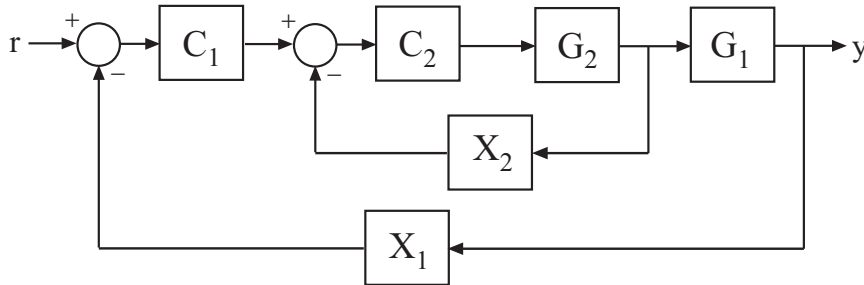 r + − C₁ + − C₂ G₂ G₁ y
X₂
X₁